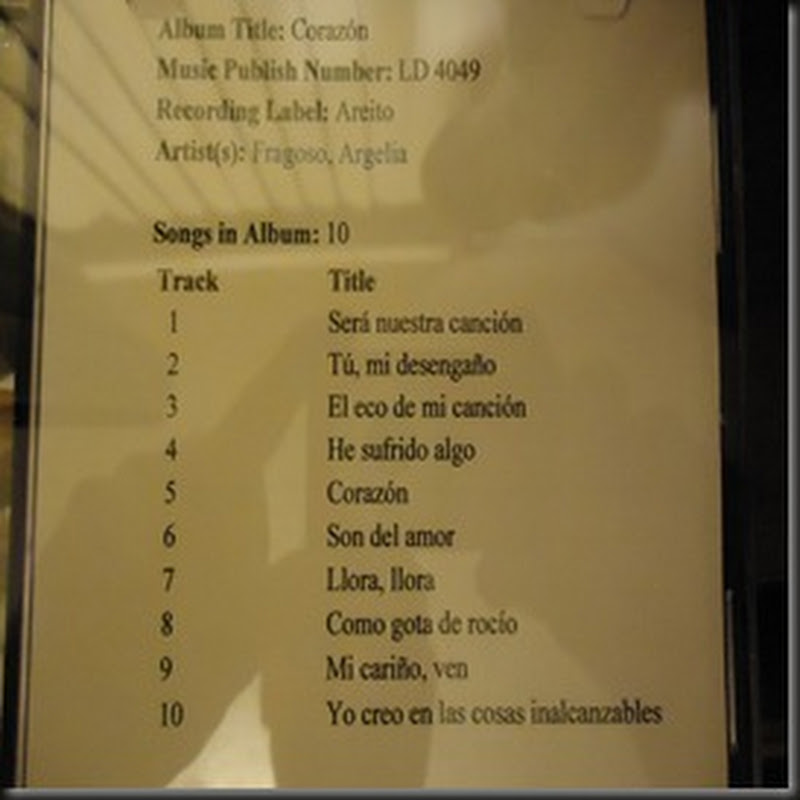 Album Title: Corazón
Music Publish Number: LD 4049
Recording Label: Areito
Artist(s): Fragoso, Argelia
Songs in Album: 10
Track Title
1 Será nuestra canción
2 Tú, mi desengaño
3 El eco de mi canción
4 He sufrido algo
5 Corazón
6 Son del amor
7 Llora, llora
8 Como gota de rocío
9 Mi cariño, ven
10 Yo creo en las cosas inalcanzables